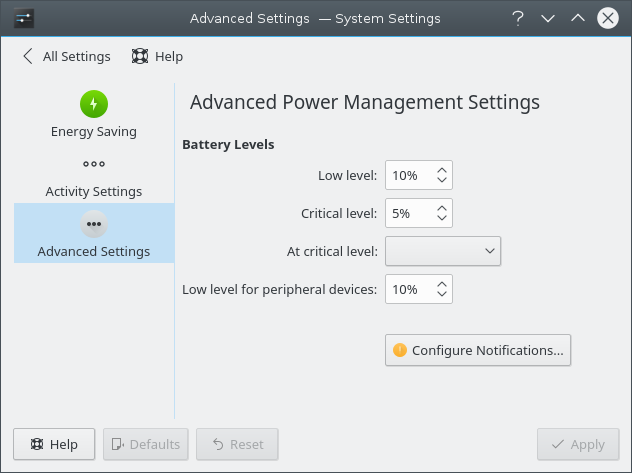 Advanced Settings — System Settings
All Settings Help
Energy Saving
Activity Settings
Advanced Settings
Advanced Power Management Settings
Battery Levels
Low level: 10%
Critical level: 5%
At critical level:
Low level for peripheral devices: 10%
Configure Notifications...
Help Defaults Reset Apply